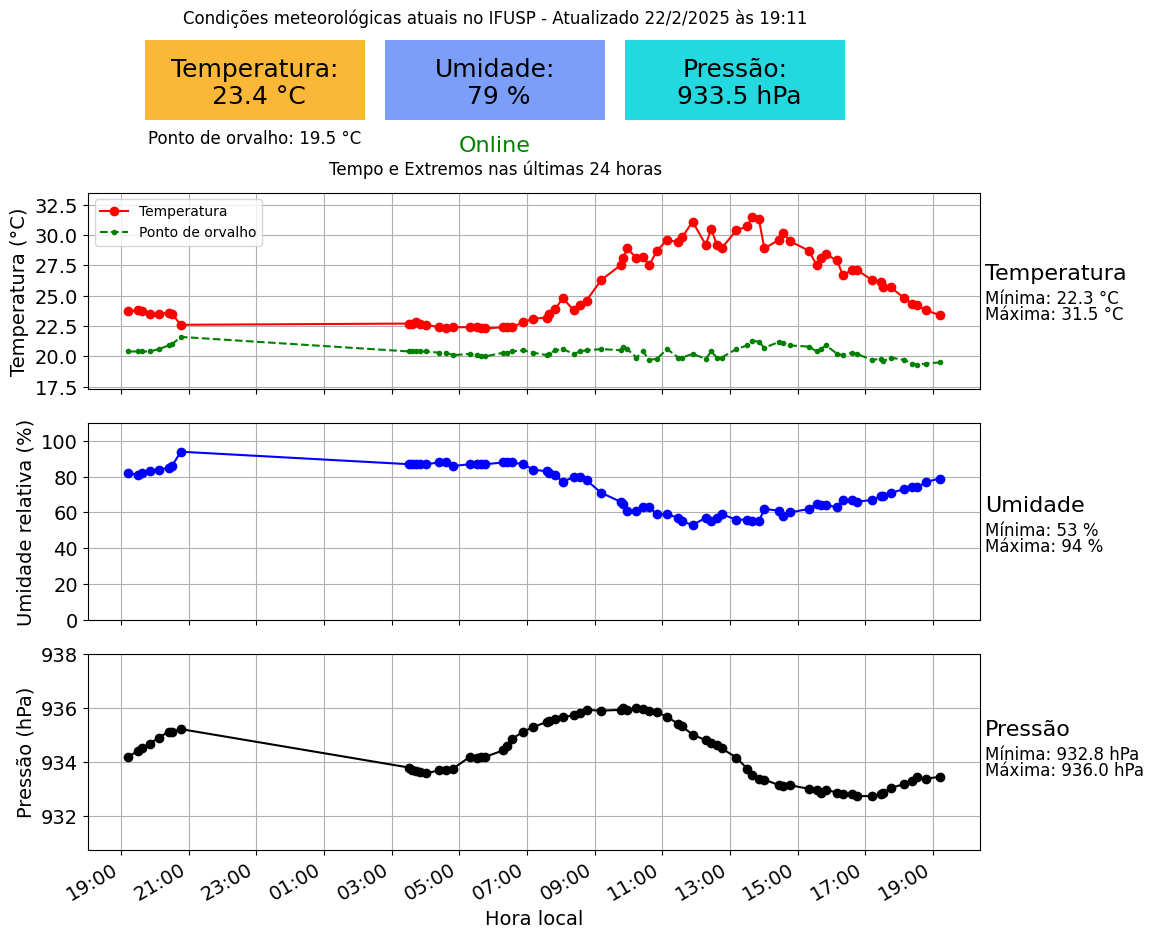 Condições meteorológicas atuais no IFUSP - Atualizado 22/2/2025 às 19:11
Temperatura:
23.4 °C
Umidade:
79 %
Pressão:
933.5 hPa
Ponto de orvalho: 19.5 °C
Online
Tempo e Extremos nas últimas 24 horas
Temperatura (°C)
32.5
30.0
27.5
25.0
22.5
20.0
17.5
Temperatura
Ponto de orvalho
Temperatura
Mínima: 22.3 °C
Máxima: 31.5 °C
Umidade relativa (%)
100
80
60
40
20
0
Umidade
Mínima: 53 %
Máxima: 94 %
Pressão (hPa)
938
936
934
932
Pressão
Mínima: 932.8 hPa
Máxima: 936.0 hPa
19:00 21:00 23:00 01:00 03:00 05:00 07:00 09:00 11:00 13:00 15:00 17:00 19:00
Hora local